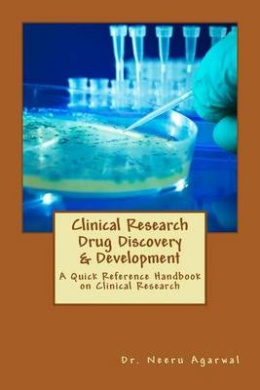 Clinical Research
Drug Discovery
& Development
A Quick Reference Handbook
on Clinical Research
Dr. Neeru Agarwal